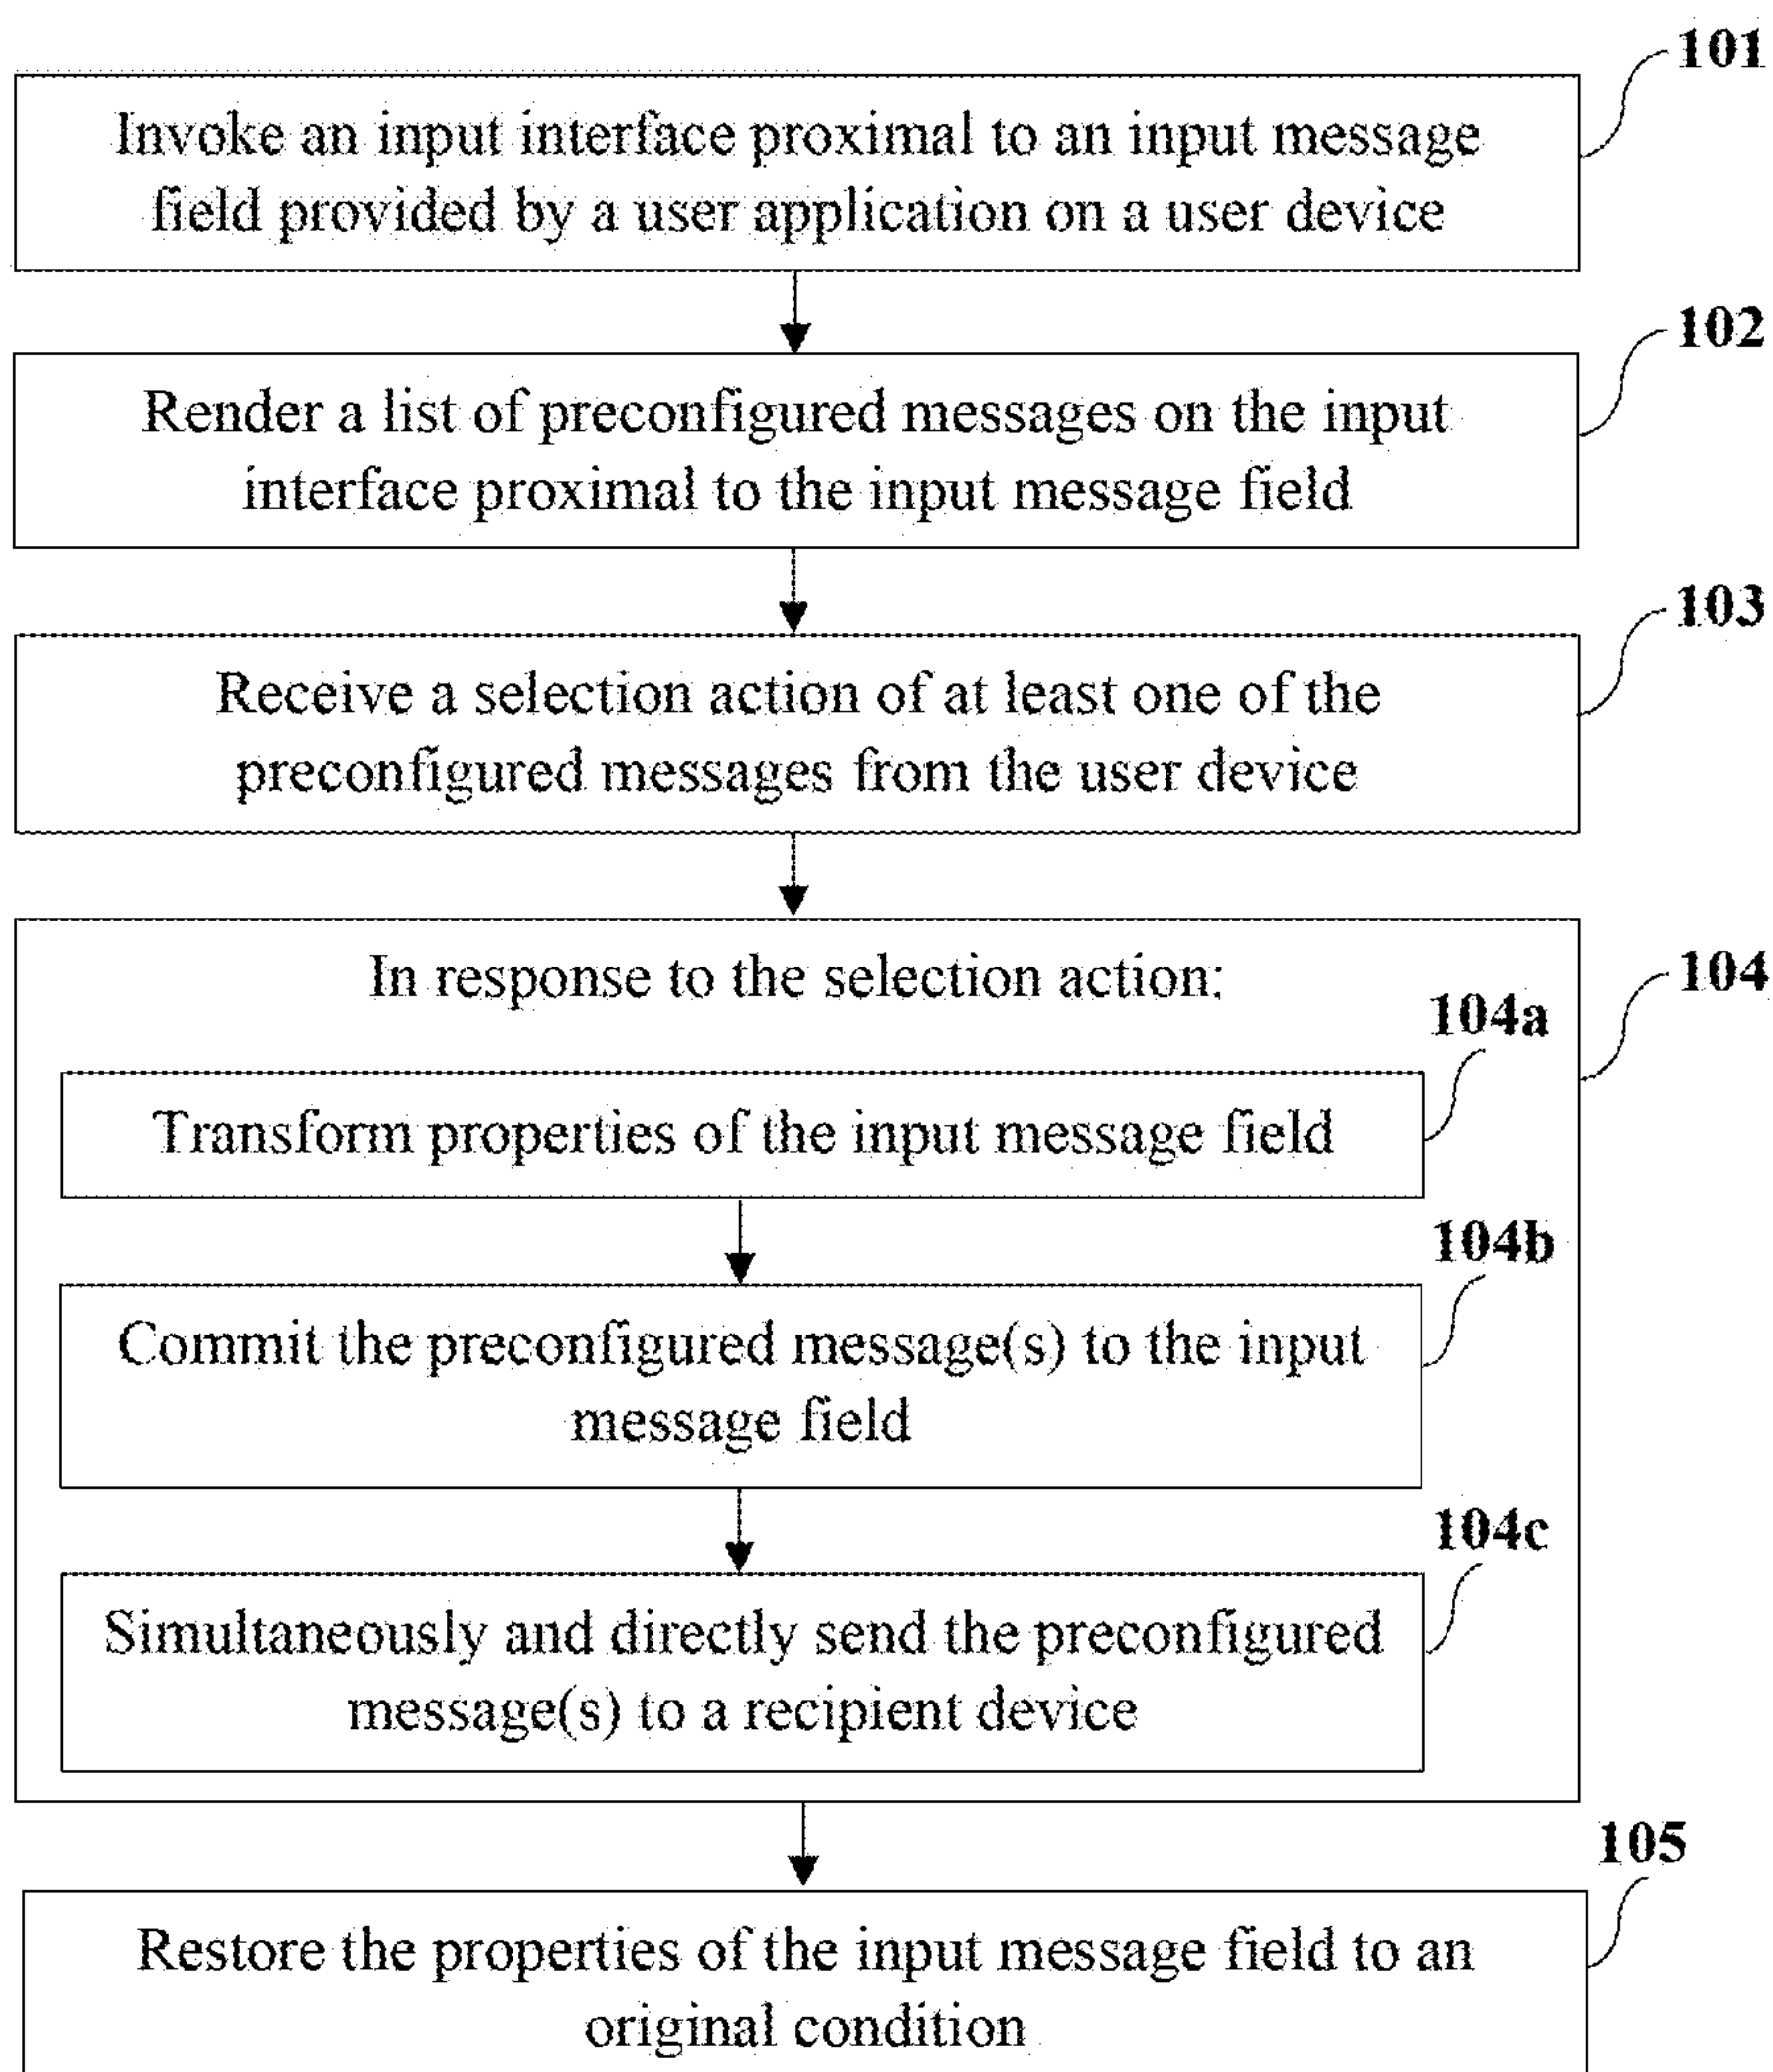 101
Invoke an input interface proximal to an input message
field provided by a user application on a user device
102
Render a list of preconfigured messages on the input
interface proximal to the input message field
103
Receive a selection action of at least one of the
preconfigured messages from the user device
104
In response to the selection action:
104a
Transform properties of the input message field
104b
Commit the preconfigured message(s) to the input
message field
104c
Simultaneously and directly send the preconfigured
message(s) to a recipient device
105
Restore the properties of the input message field to an
original condition